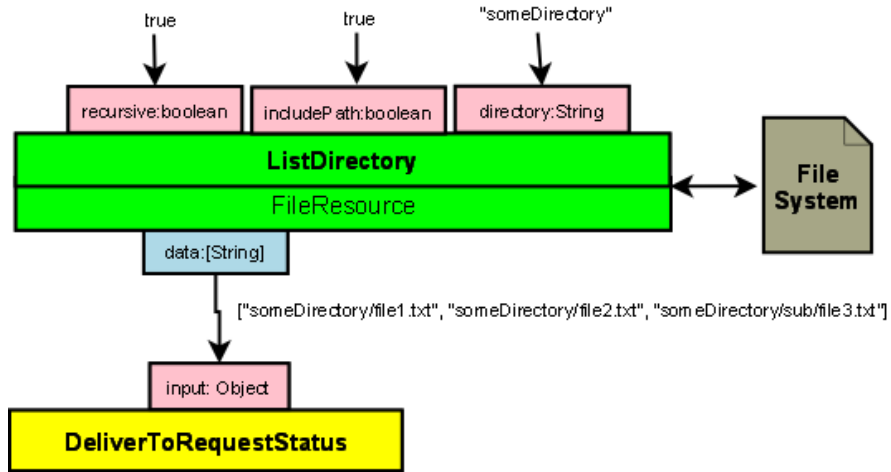 true
true
"someDirectory"
recursive:boolean
includePath:boolean
directory:String
ListDirectory
FileResource
File
System
data:[String]
["someDirectory/file1.txt", "someDirectory/file2.txt", "someDirectory/sub/file3.txt"]
input: Object
DeliverToRequestStatus